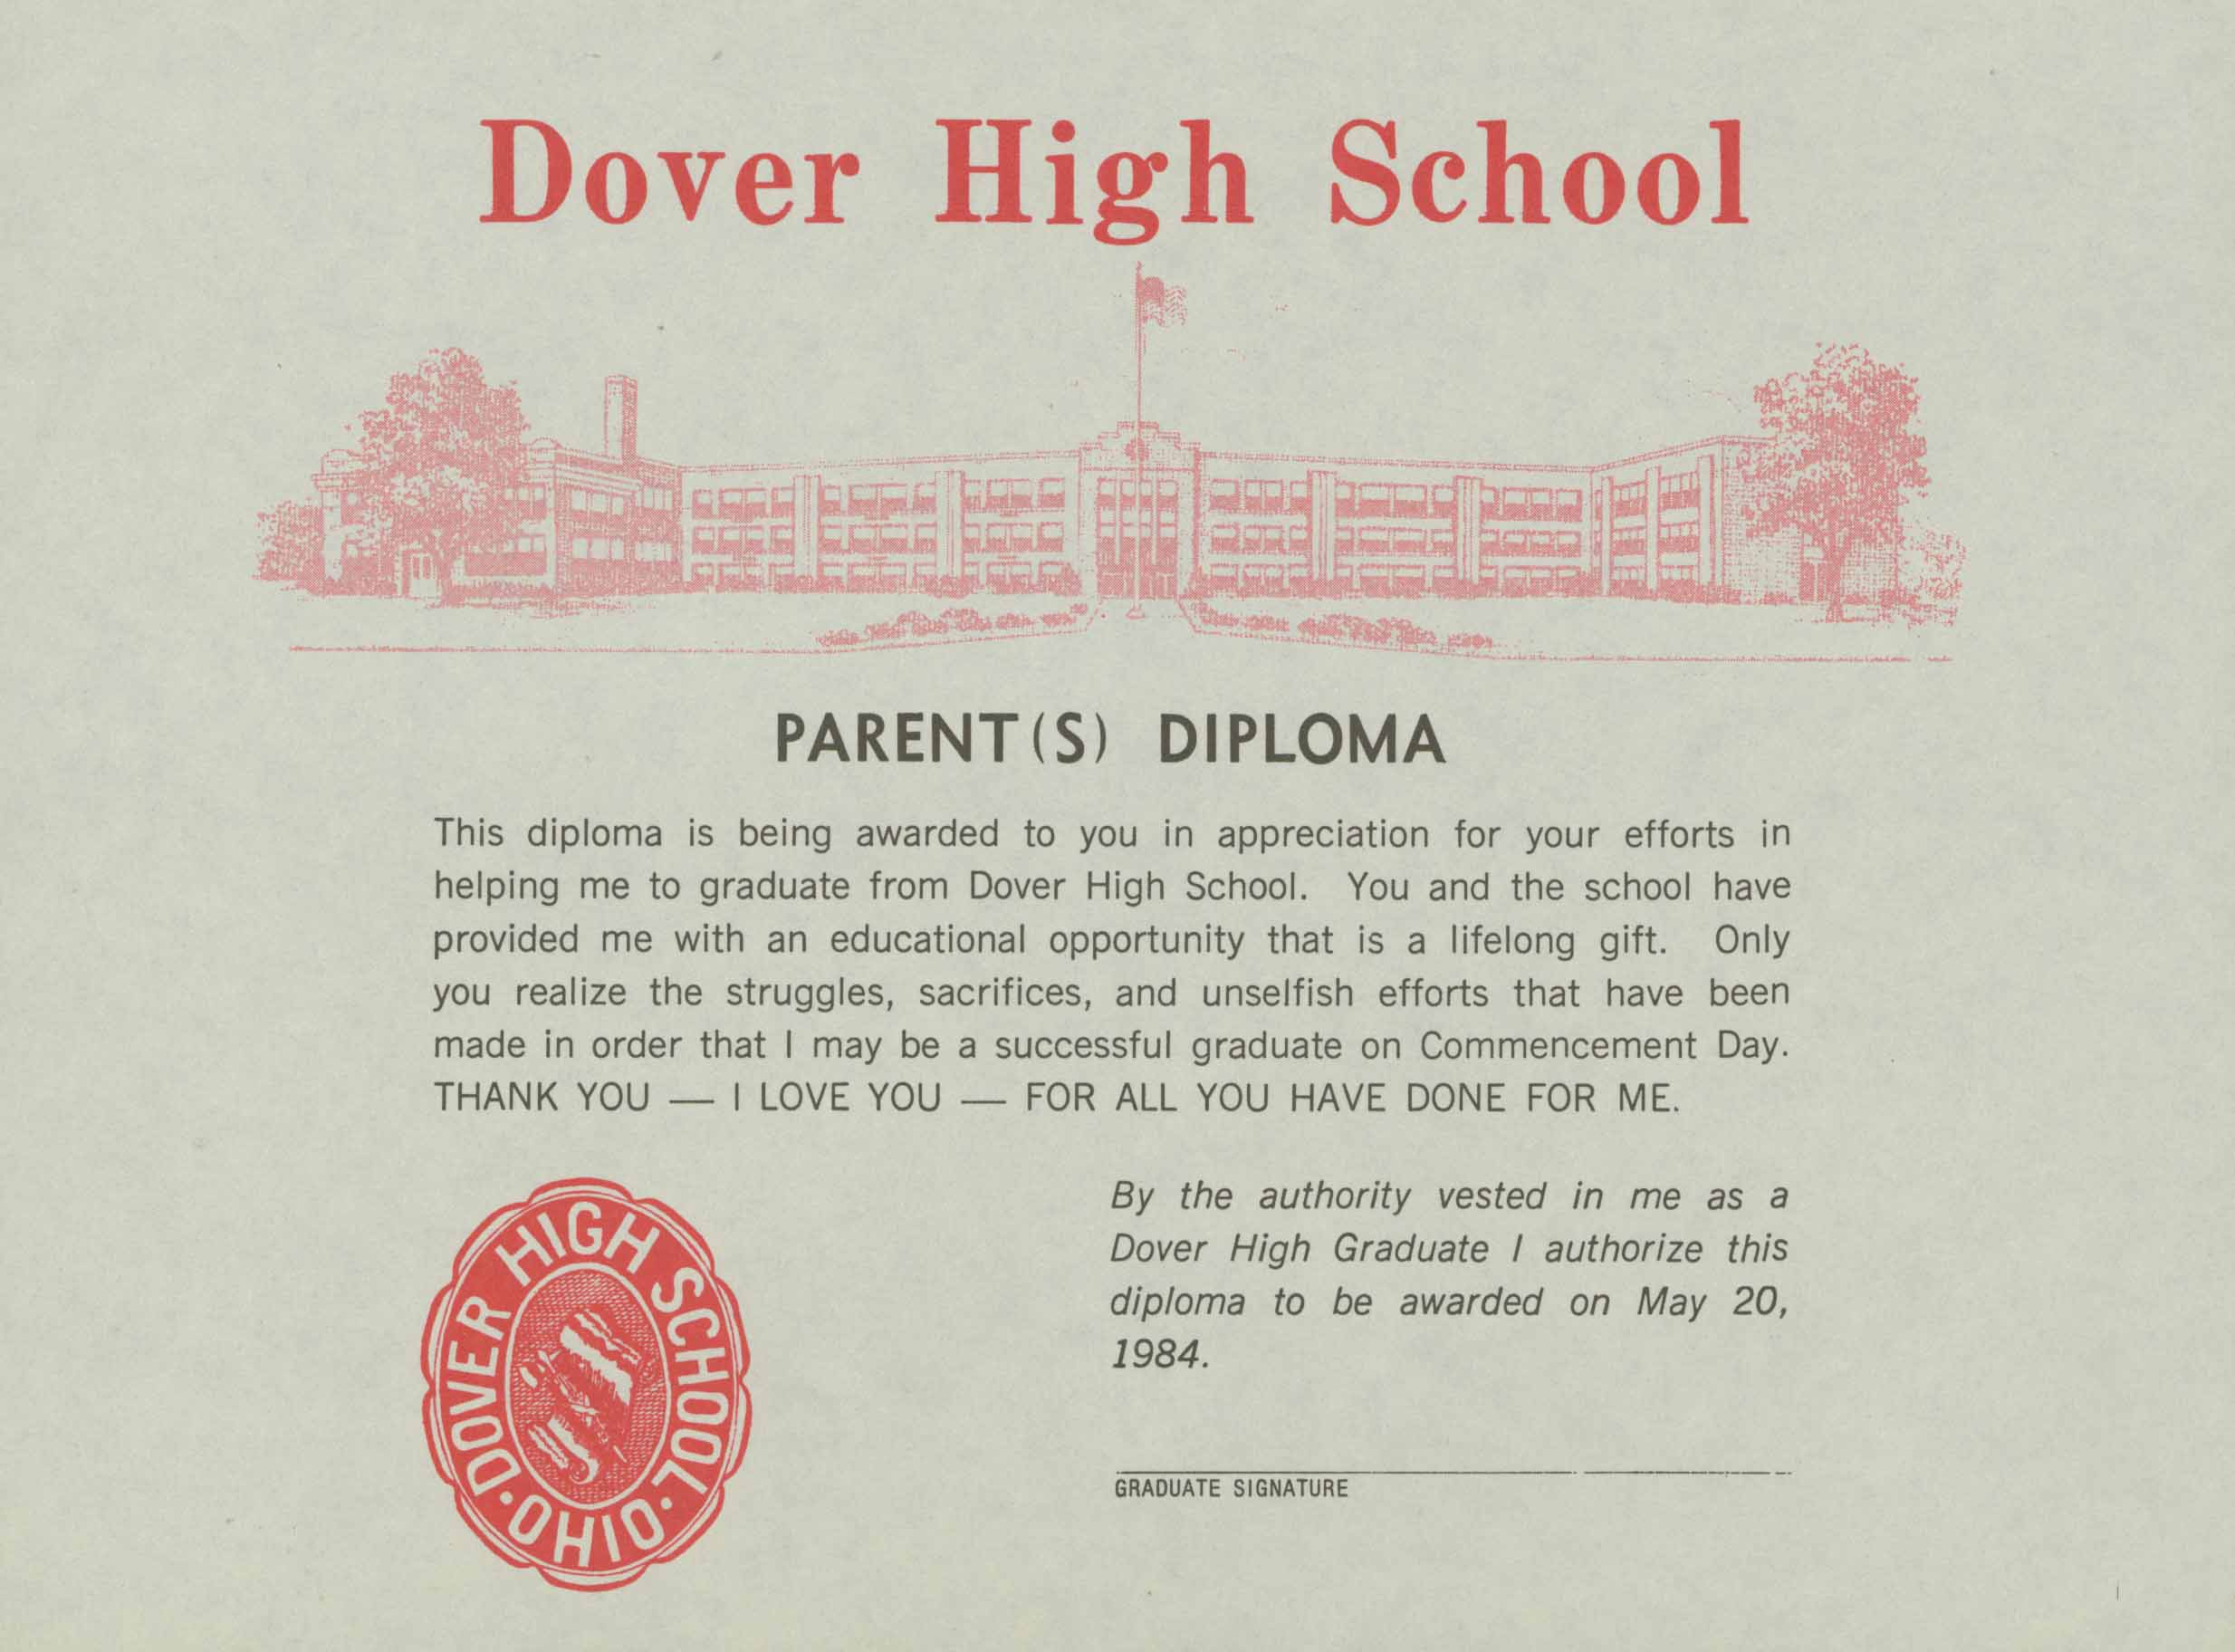 Dover High School
PARENT(S) DIPLOMA
This diploma is being awarded to you in appreciation for your efforts in
helping me to graduate from Dover High School. You and the school have
provided me with an educational opportunity that is a lifelong gift. Only
you realize the struggles, sacrifices, and unselfish efforts that have been
made in order that I may be a successful graduate on Commencement Day.
THANK YOU — I LOVE YOU — FOR ALL YOU HAVE DONE FOR ME.
By the authority vested in me as a
Dover High Graduate I authorize this
diploma to be awarded on May 20,
1984.
GRADUATE SIGNATURE
DOVER HIGH SCHOOL · OHIO ·